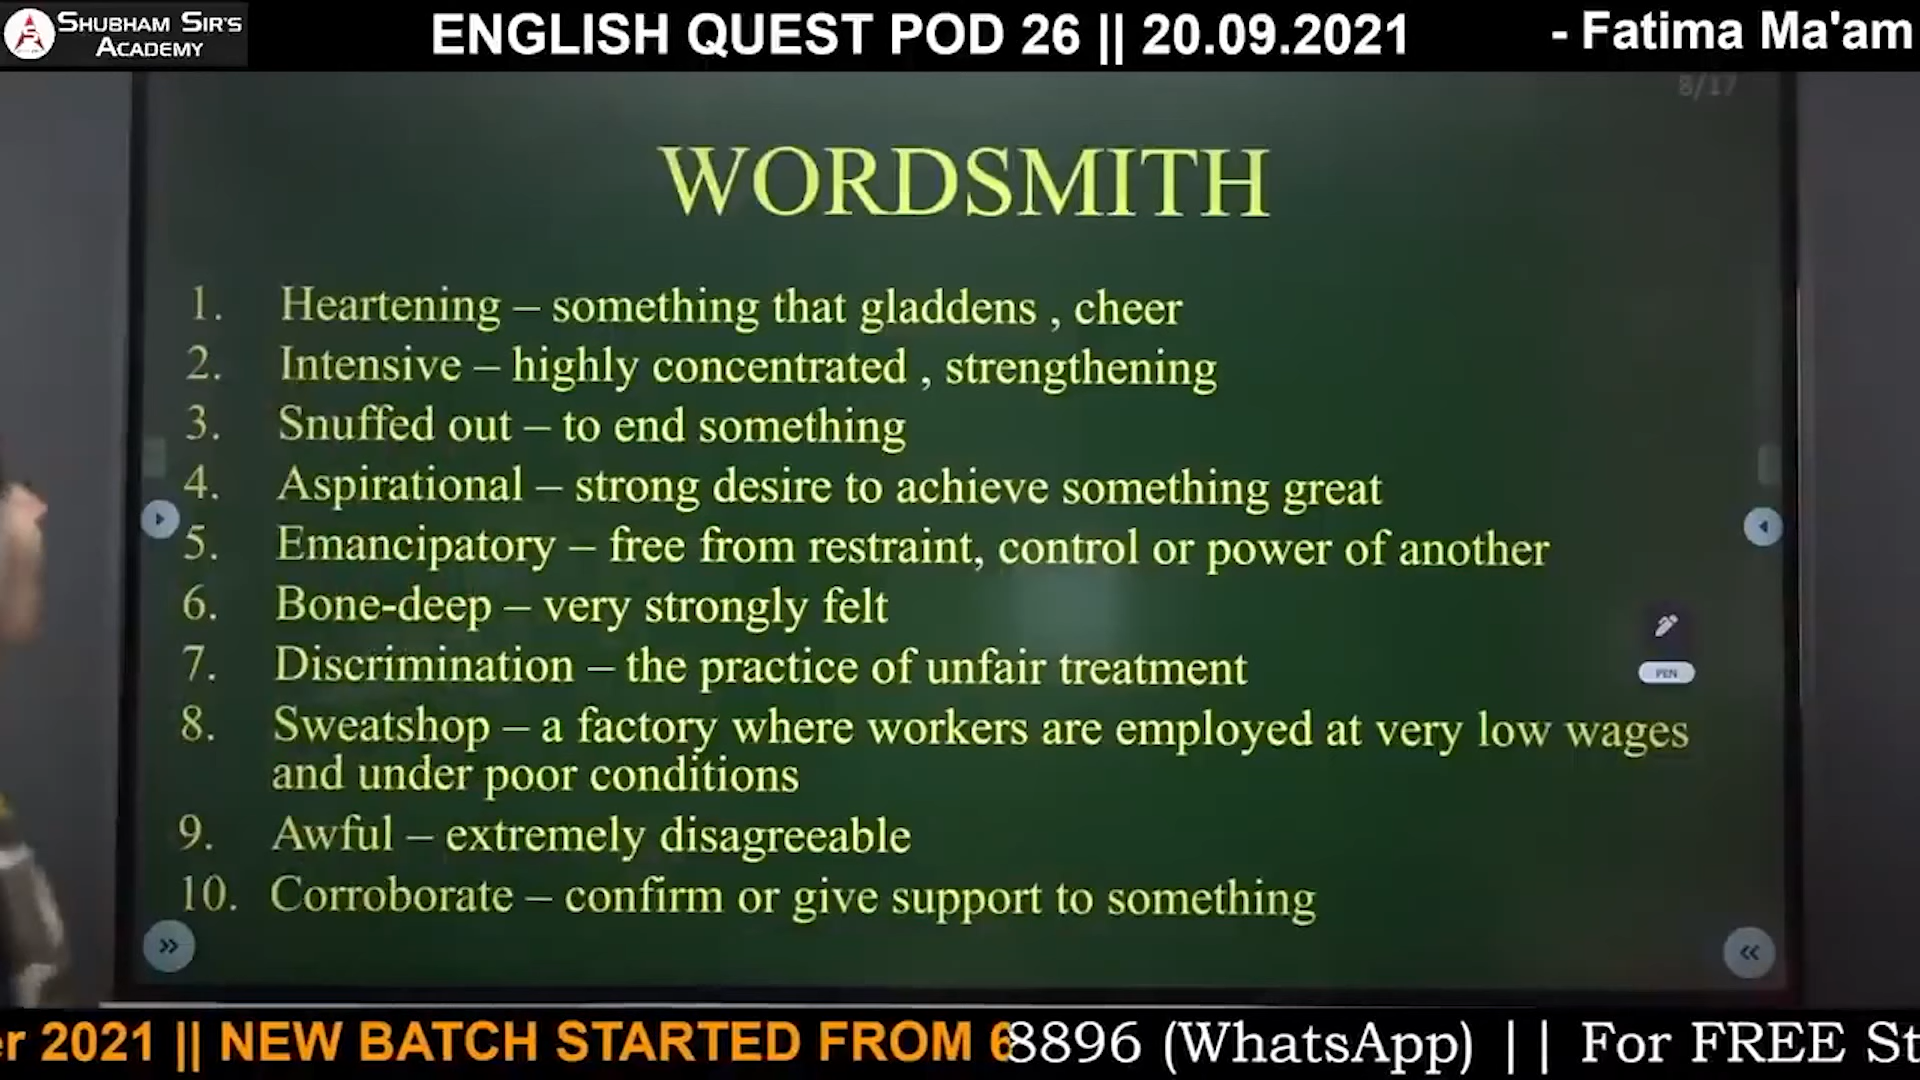 SHUBHAM SIR'S
ACADEMY
ENGLISH QUEST POD 26 || 20.09.2021
- Fatima Ma'am
8/17
WORDSMITH
1. Heartening – something that gladdens , cheer
2. Intensive – highly concentrated , strengthening
3. Snuffed out – to end something
4. Aspirational – strong desire to achieve something great
5. Emancipatory – free from restraint, control or power of another
6. Bone-deep – very strongly felt
PEN
7. Discrimination – the practice of unfair treatment
8. Sweatshop – a factory where workers are employed at very low wages
and under poor conditions
9. Awful – extremely disagreeable
10. Corroborate – confirm or give support to something
r 2021 || NEW BATCH STARTED FROM 6
8896 (WhatsApp) || For FREE St